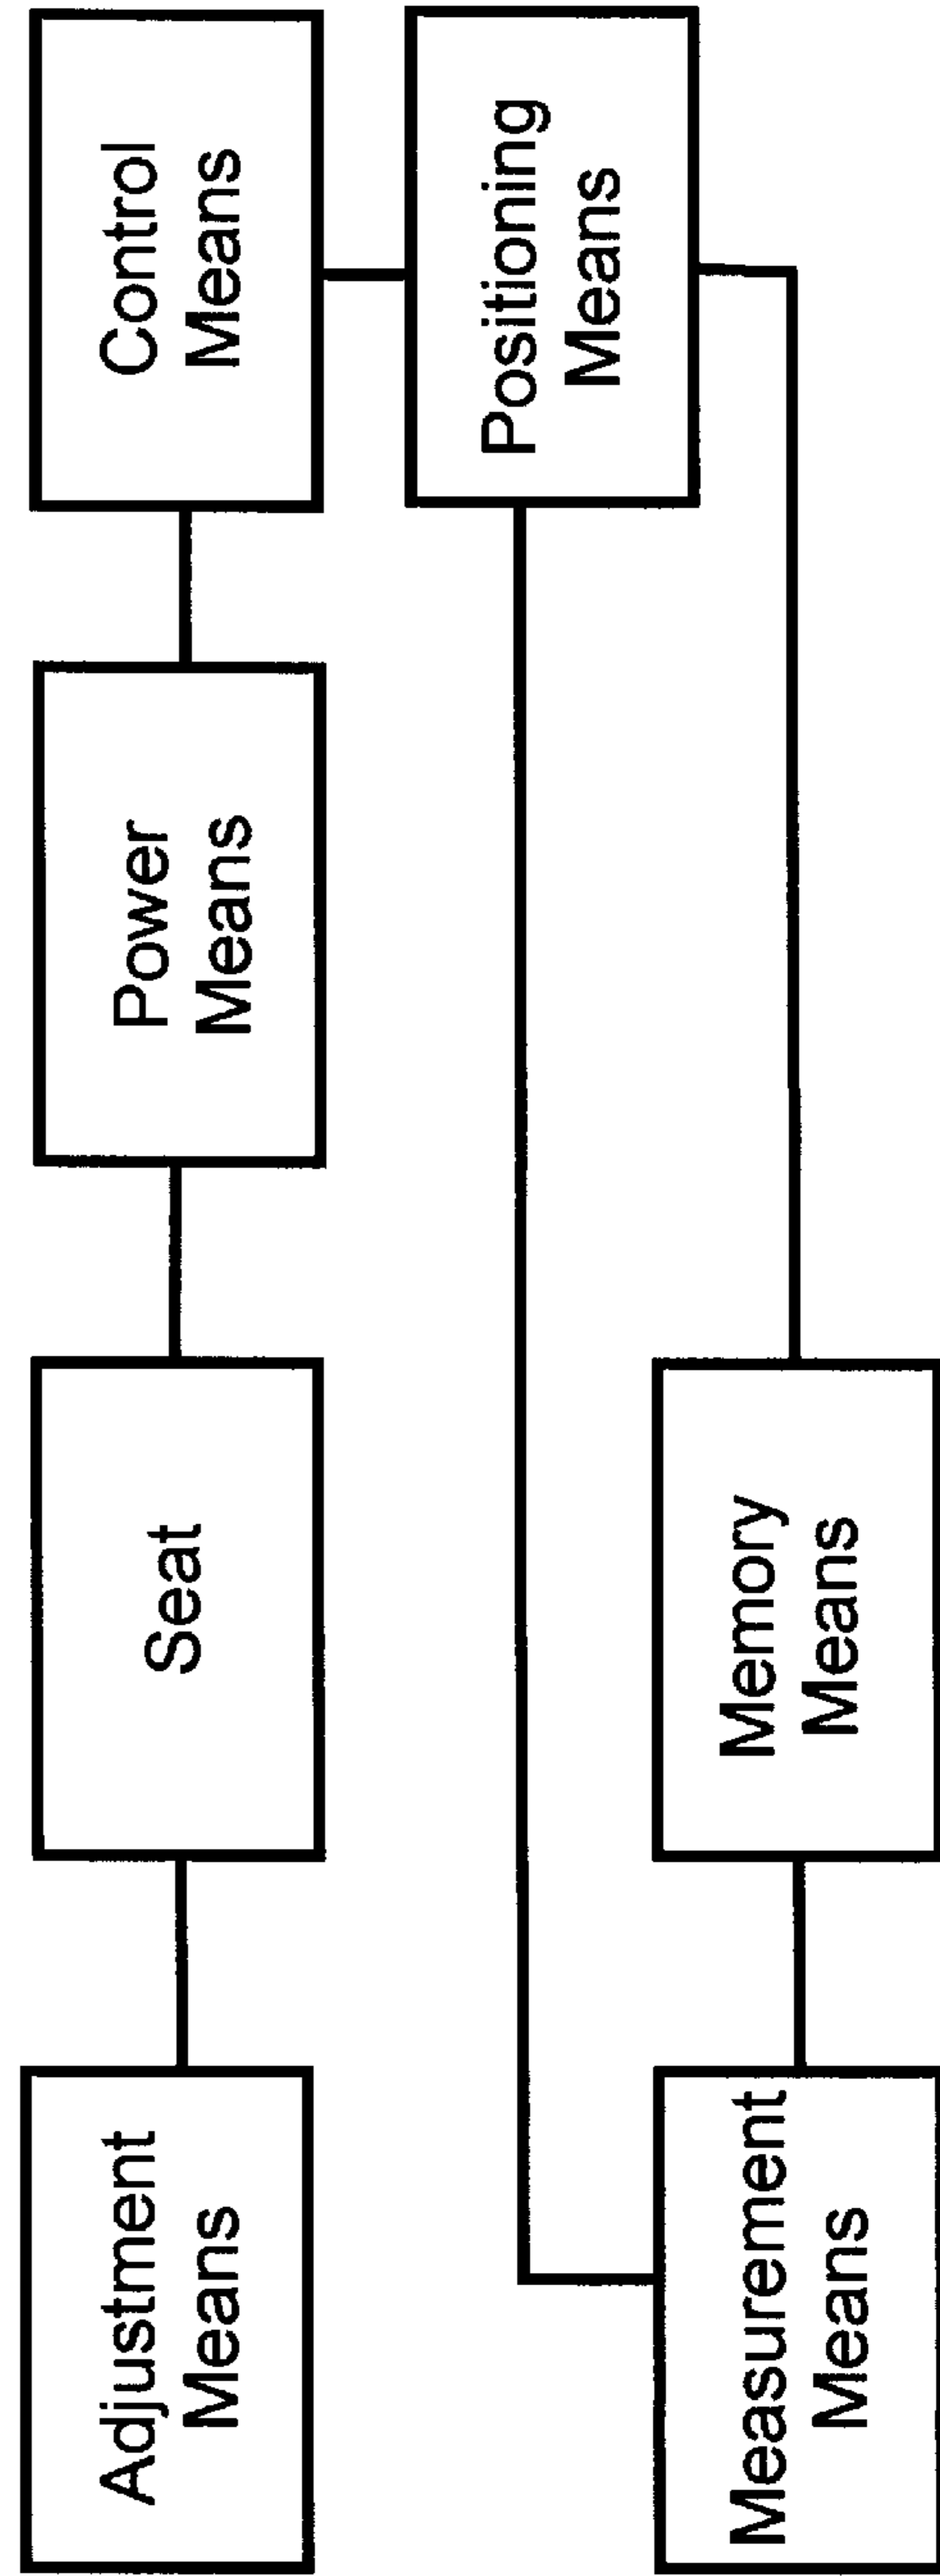 Adjustment
Means
Seat
Power
Means
Control
Means
Positioning
Means
Measurement
Means
Memory
Means